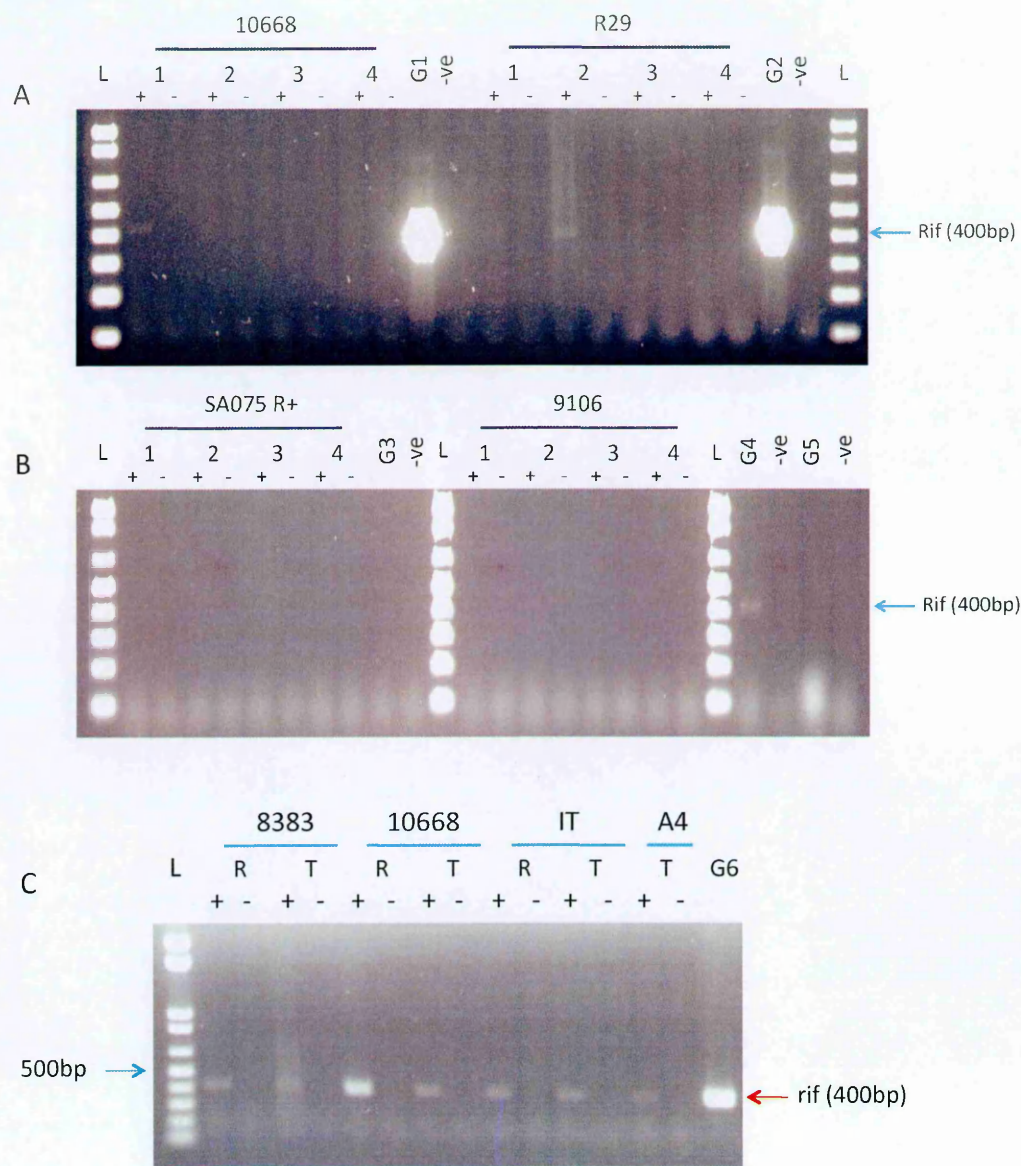 10668 R29
L 1 2 3 4 G1 -ve 1 2 3 4 G2 -ve L
A + - + - + - + - + - + - + - + -
Rif (400bp)
SA075 R+ 9106
B L 1 2 3 4 G3 -ve L 1 2 3 4 L G4 -ve G5 -ve
+ - + - + - + - + - + - + - + -
Rif (400bp)
8383 10668 IT A4
C L R T R T R T T G6
+ - + - + - + - + - + - + -
500bp
rif (400bp)